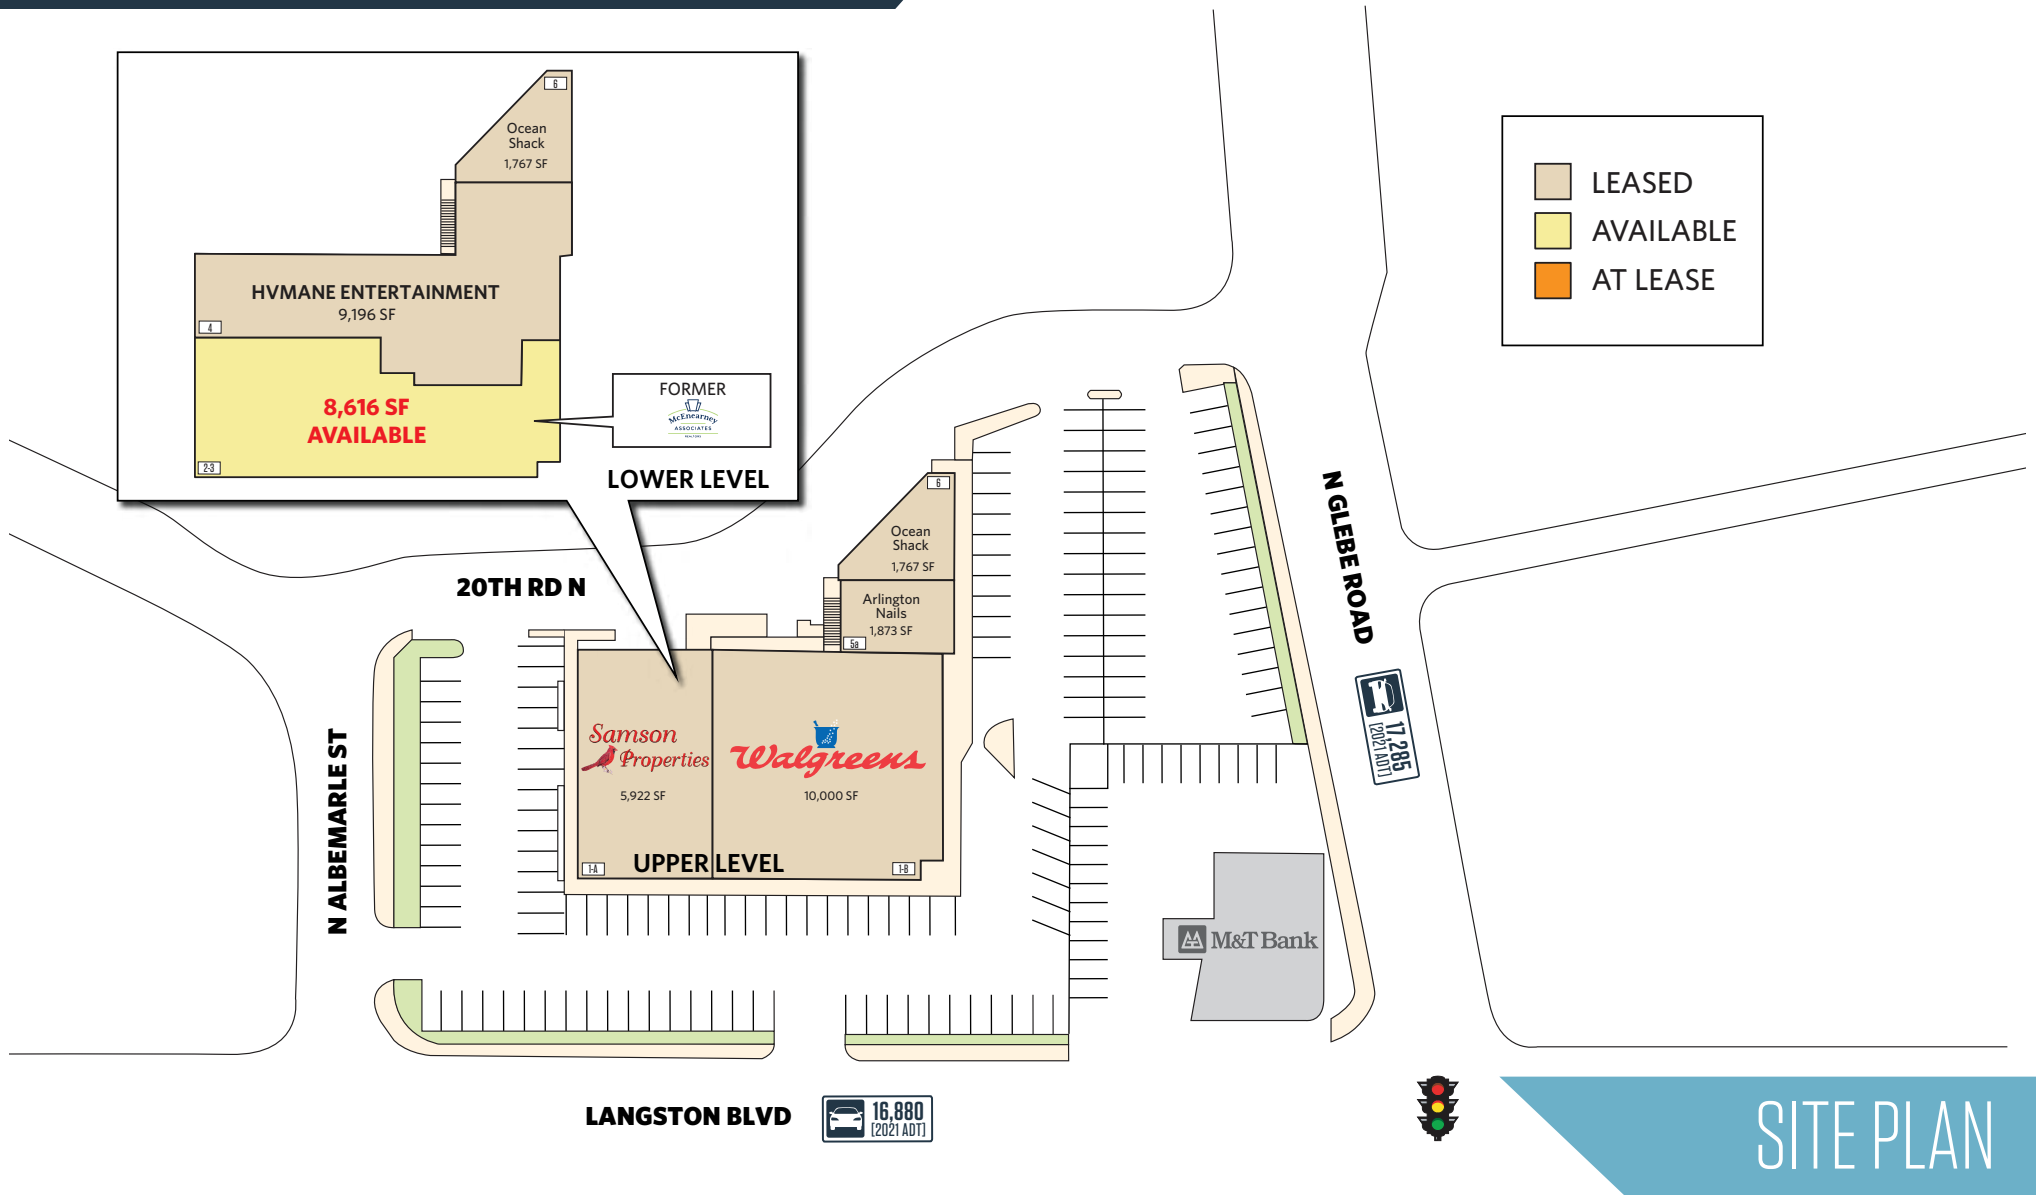 6
Ocean
Shack
1,767 SF
HVMANE ENTERTAINMENT
9,196 SF
4
8,616 SF
AVAILABLE
2-3
FORMER
McEnearney
ASSOCIATES
REALTORS
LOWER LEVEL
LEASED
AVAILABLE
AT LEASE
20TH RD N
6
Ocean
Shack
1,767 SF
Arlington
Nails
1,873 SF
5a
Samson
Properties
5,922 SF
Walgreens
10,000 SF
1-A
UPPER LEVEL
1-B
N ALBEMARLE ST
N GLEBE ROAD
17,285
[2021 ADT]
M&T Bank
LANGSTON BLVD
16,880
[2021 ADT]
SITE PLAN